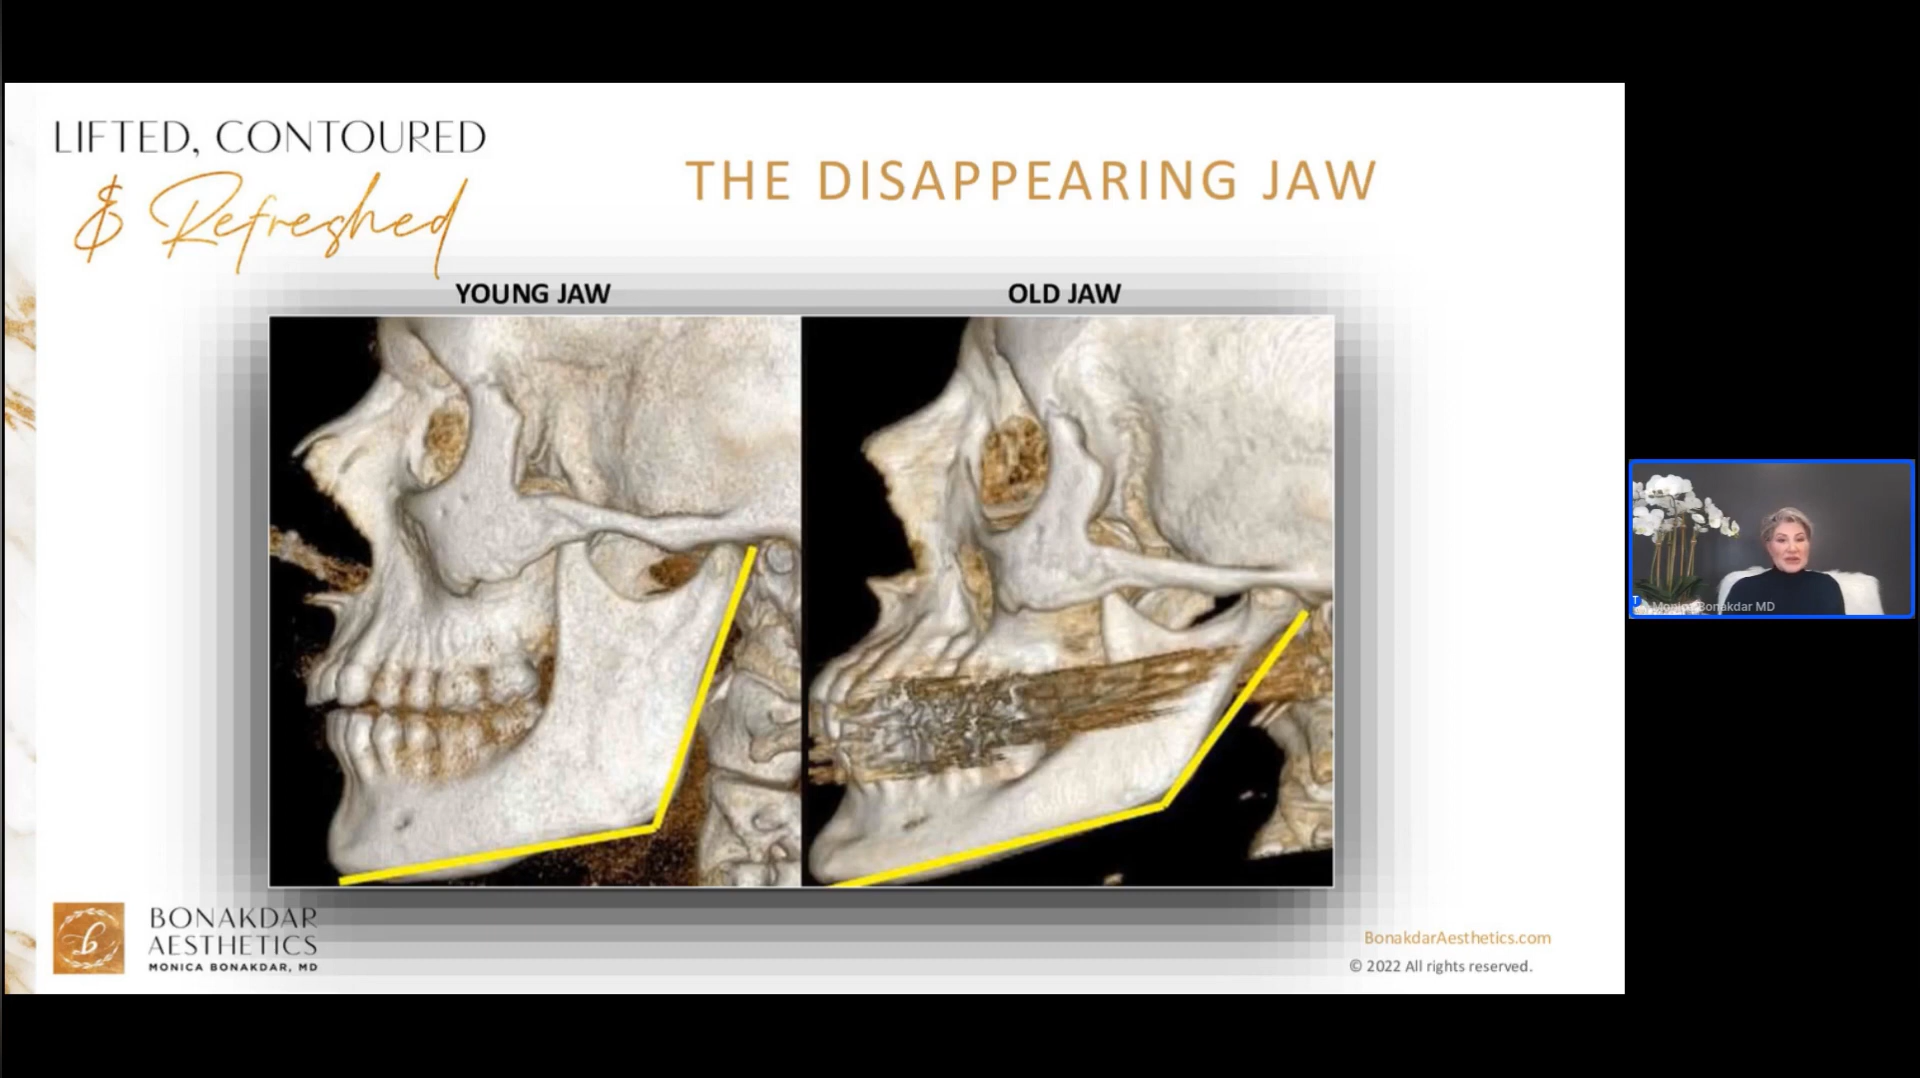 LIFTED, CONTOURED
& Refreshed
THE DISAPPEARING JAW
YOUNG JAW
OLD JAW
BONAKDAR
AESTHETICS
MONICA BONAKDAR, MD
b
BonakdarAesthetics.com
© 2022 All rights reserved.
T
Monica Bonakdar MD